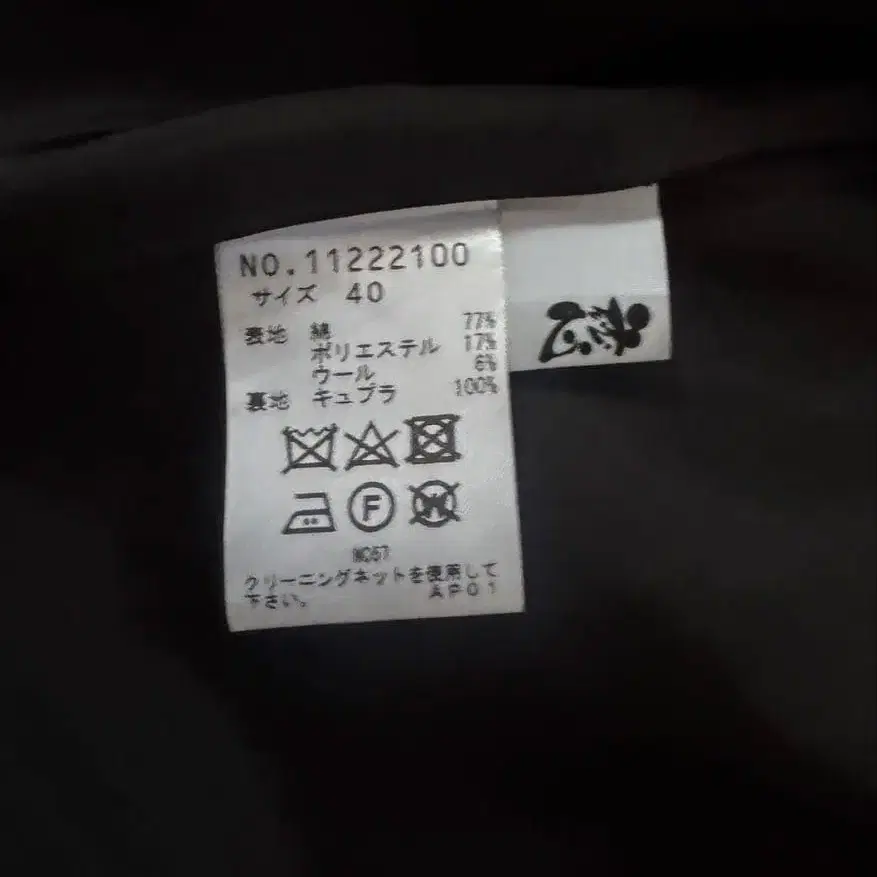 NO.11222100
サイズ 40
表地 綿 77%
ポリエステル 17%
ウール 6%
裏地 キュプラ 100%
F
W
NC57
クリーニングネットを使用して
下さい。 AP01